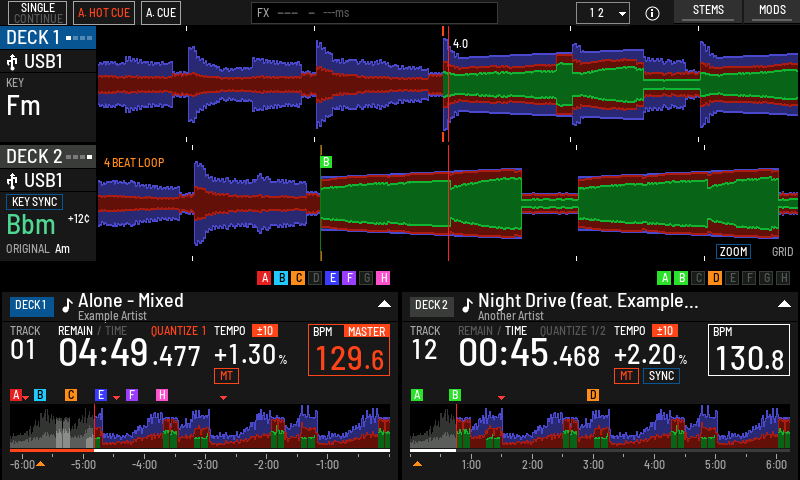 SINGLE
CONTINUE
A. HOT CUE
A. CUE
FX --- - ---ms
1 2
STEMS
MODS
DECK 1
USB1
KEY
Fm
4.0
DECK 2
USB1
KEY SYNC
Bbm +12¢
ORIGINAL Am
4 BEAT LOOP
B
ZOOM GRID
A B C D E F G H
A B C D E F G H
DECK1
Alone - Mixed
Example Artist
TRACK
01
REMAIN / TIME QUANTIZE 1
04:49.477
TEMPO ±10
+1.30%
MT
BPM MASTER
129.6
A B C E F H
-6:00 -5:00 -4:00 -3:00 -2:00 -1:00
DECK2
Night Drive (feat. Example...
Another Artist
TRACK
12
REMAIN / TIME QUANTIZE 1/2
00:45.468
TEMPO ±10
+2.20%
MT SYNC
BPM
130.8
A B D
1:00 2:00 3:00 4:00 5:00 6:00